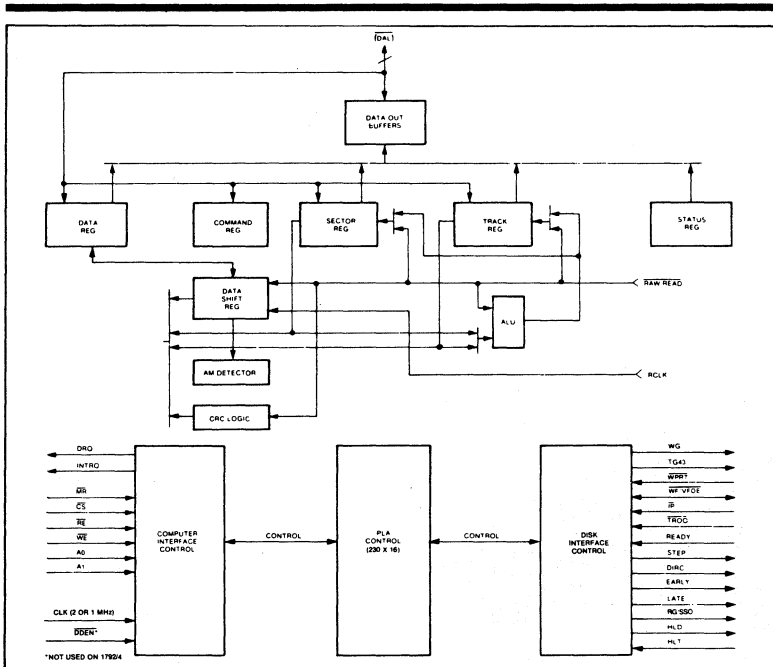 (DAL)
DATA OUT
BUFFERS
DATA
REG
COMMAND
REG
SECTOR
REG
TRACK
REG
STATUS
REG
DATA
SHIFT
REG
RAW READ
ALU
AM DETECTOR
RCLK
CRC LOGIC
DRQ
INTRQ
MR
CS
RE
WE
A0
A1
CLK (2 OR 1 MHz)
DDEN*
*NOT USED ON 1792/4
COMPUTER
INTERFACE
CONTROL
CONTROL
PLA
CONTROL
(230 X 16)
CONTROL
DISK
INTERFACE
CONTROL
WG
TG43
WPRT
WF/VFOE
IP
TROO
READY
STEP
DIRC
EARLY
LATE
RG/SSO
HLD
HLT